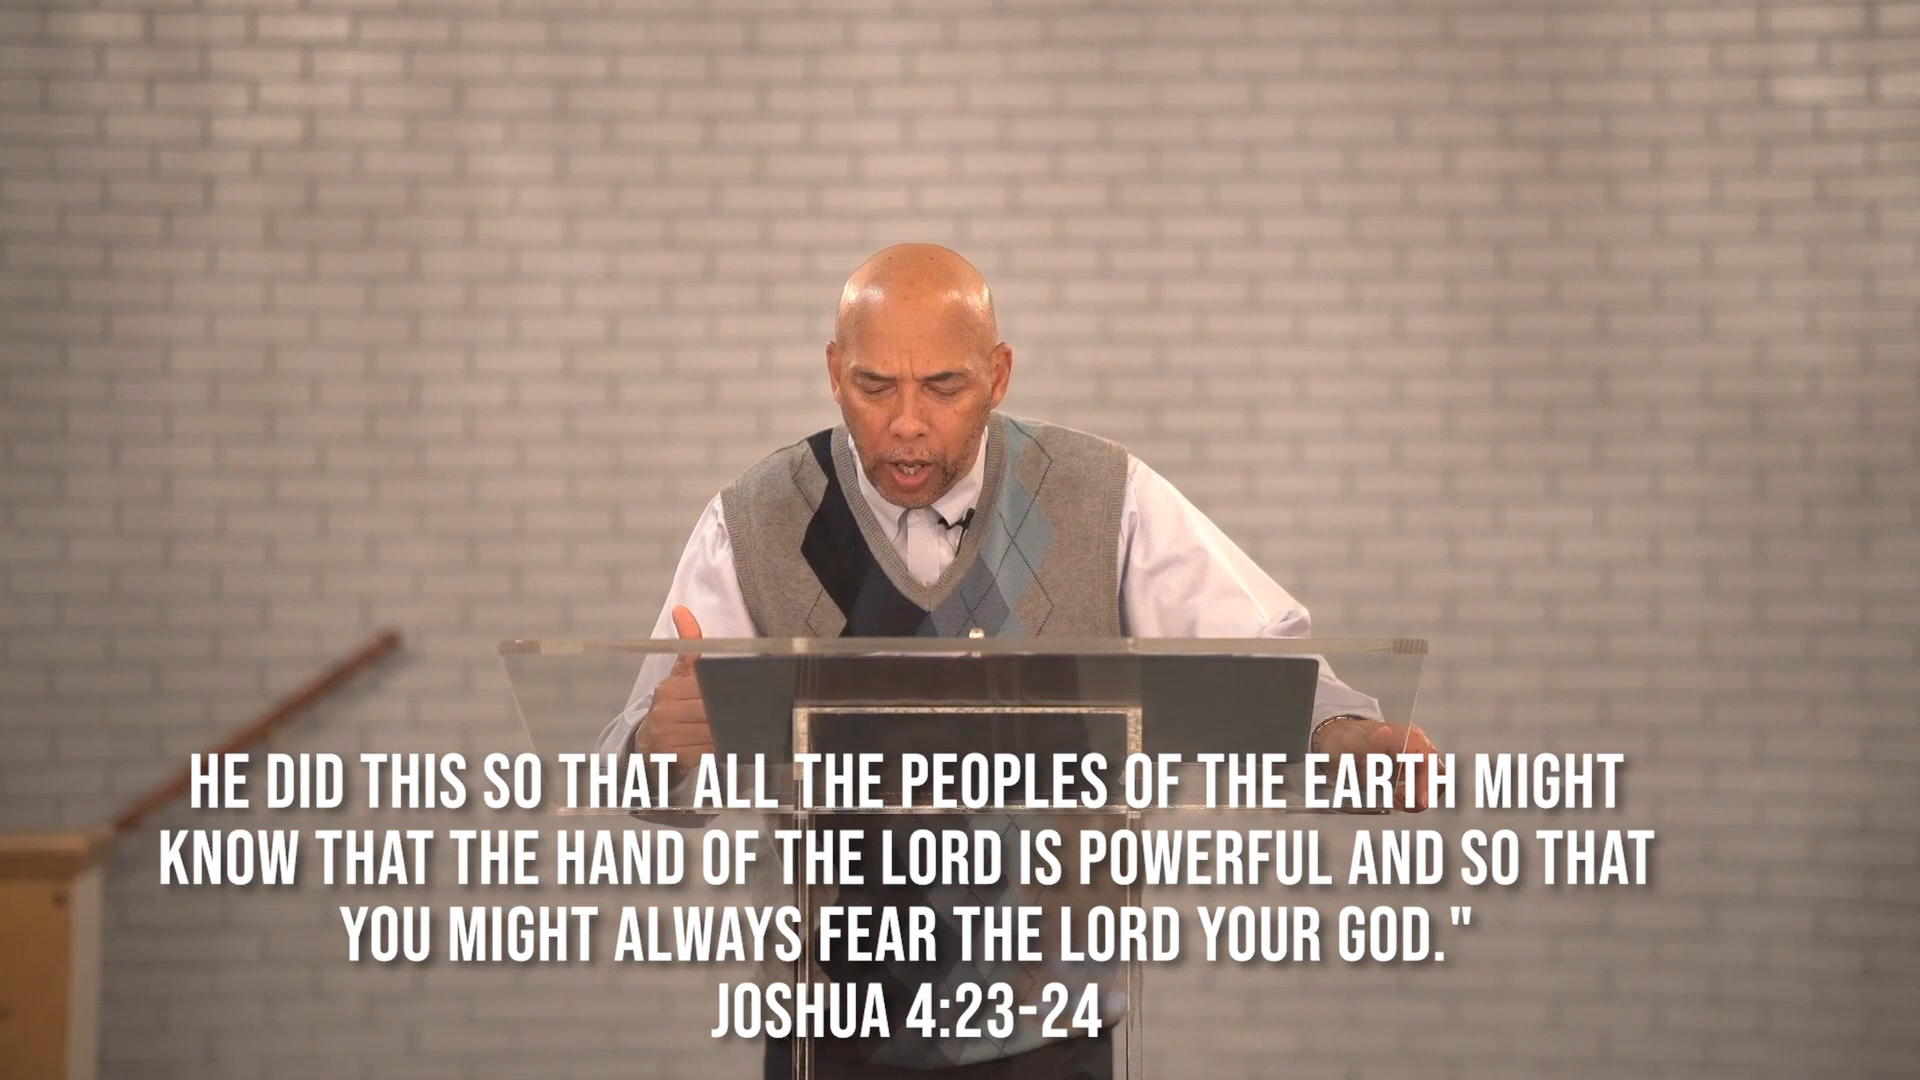 HE DID THIS SO THAT ALL THE PEOPLES OF THE EARTH MIGHT
KNOW THAT THE HAND OF THE LORD IS POWERFUL AND SO THAT
YOU MIGHT ALWAYS FEAR THE LORD YOUR GOD."
JOSHUA 4:23-24